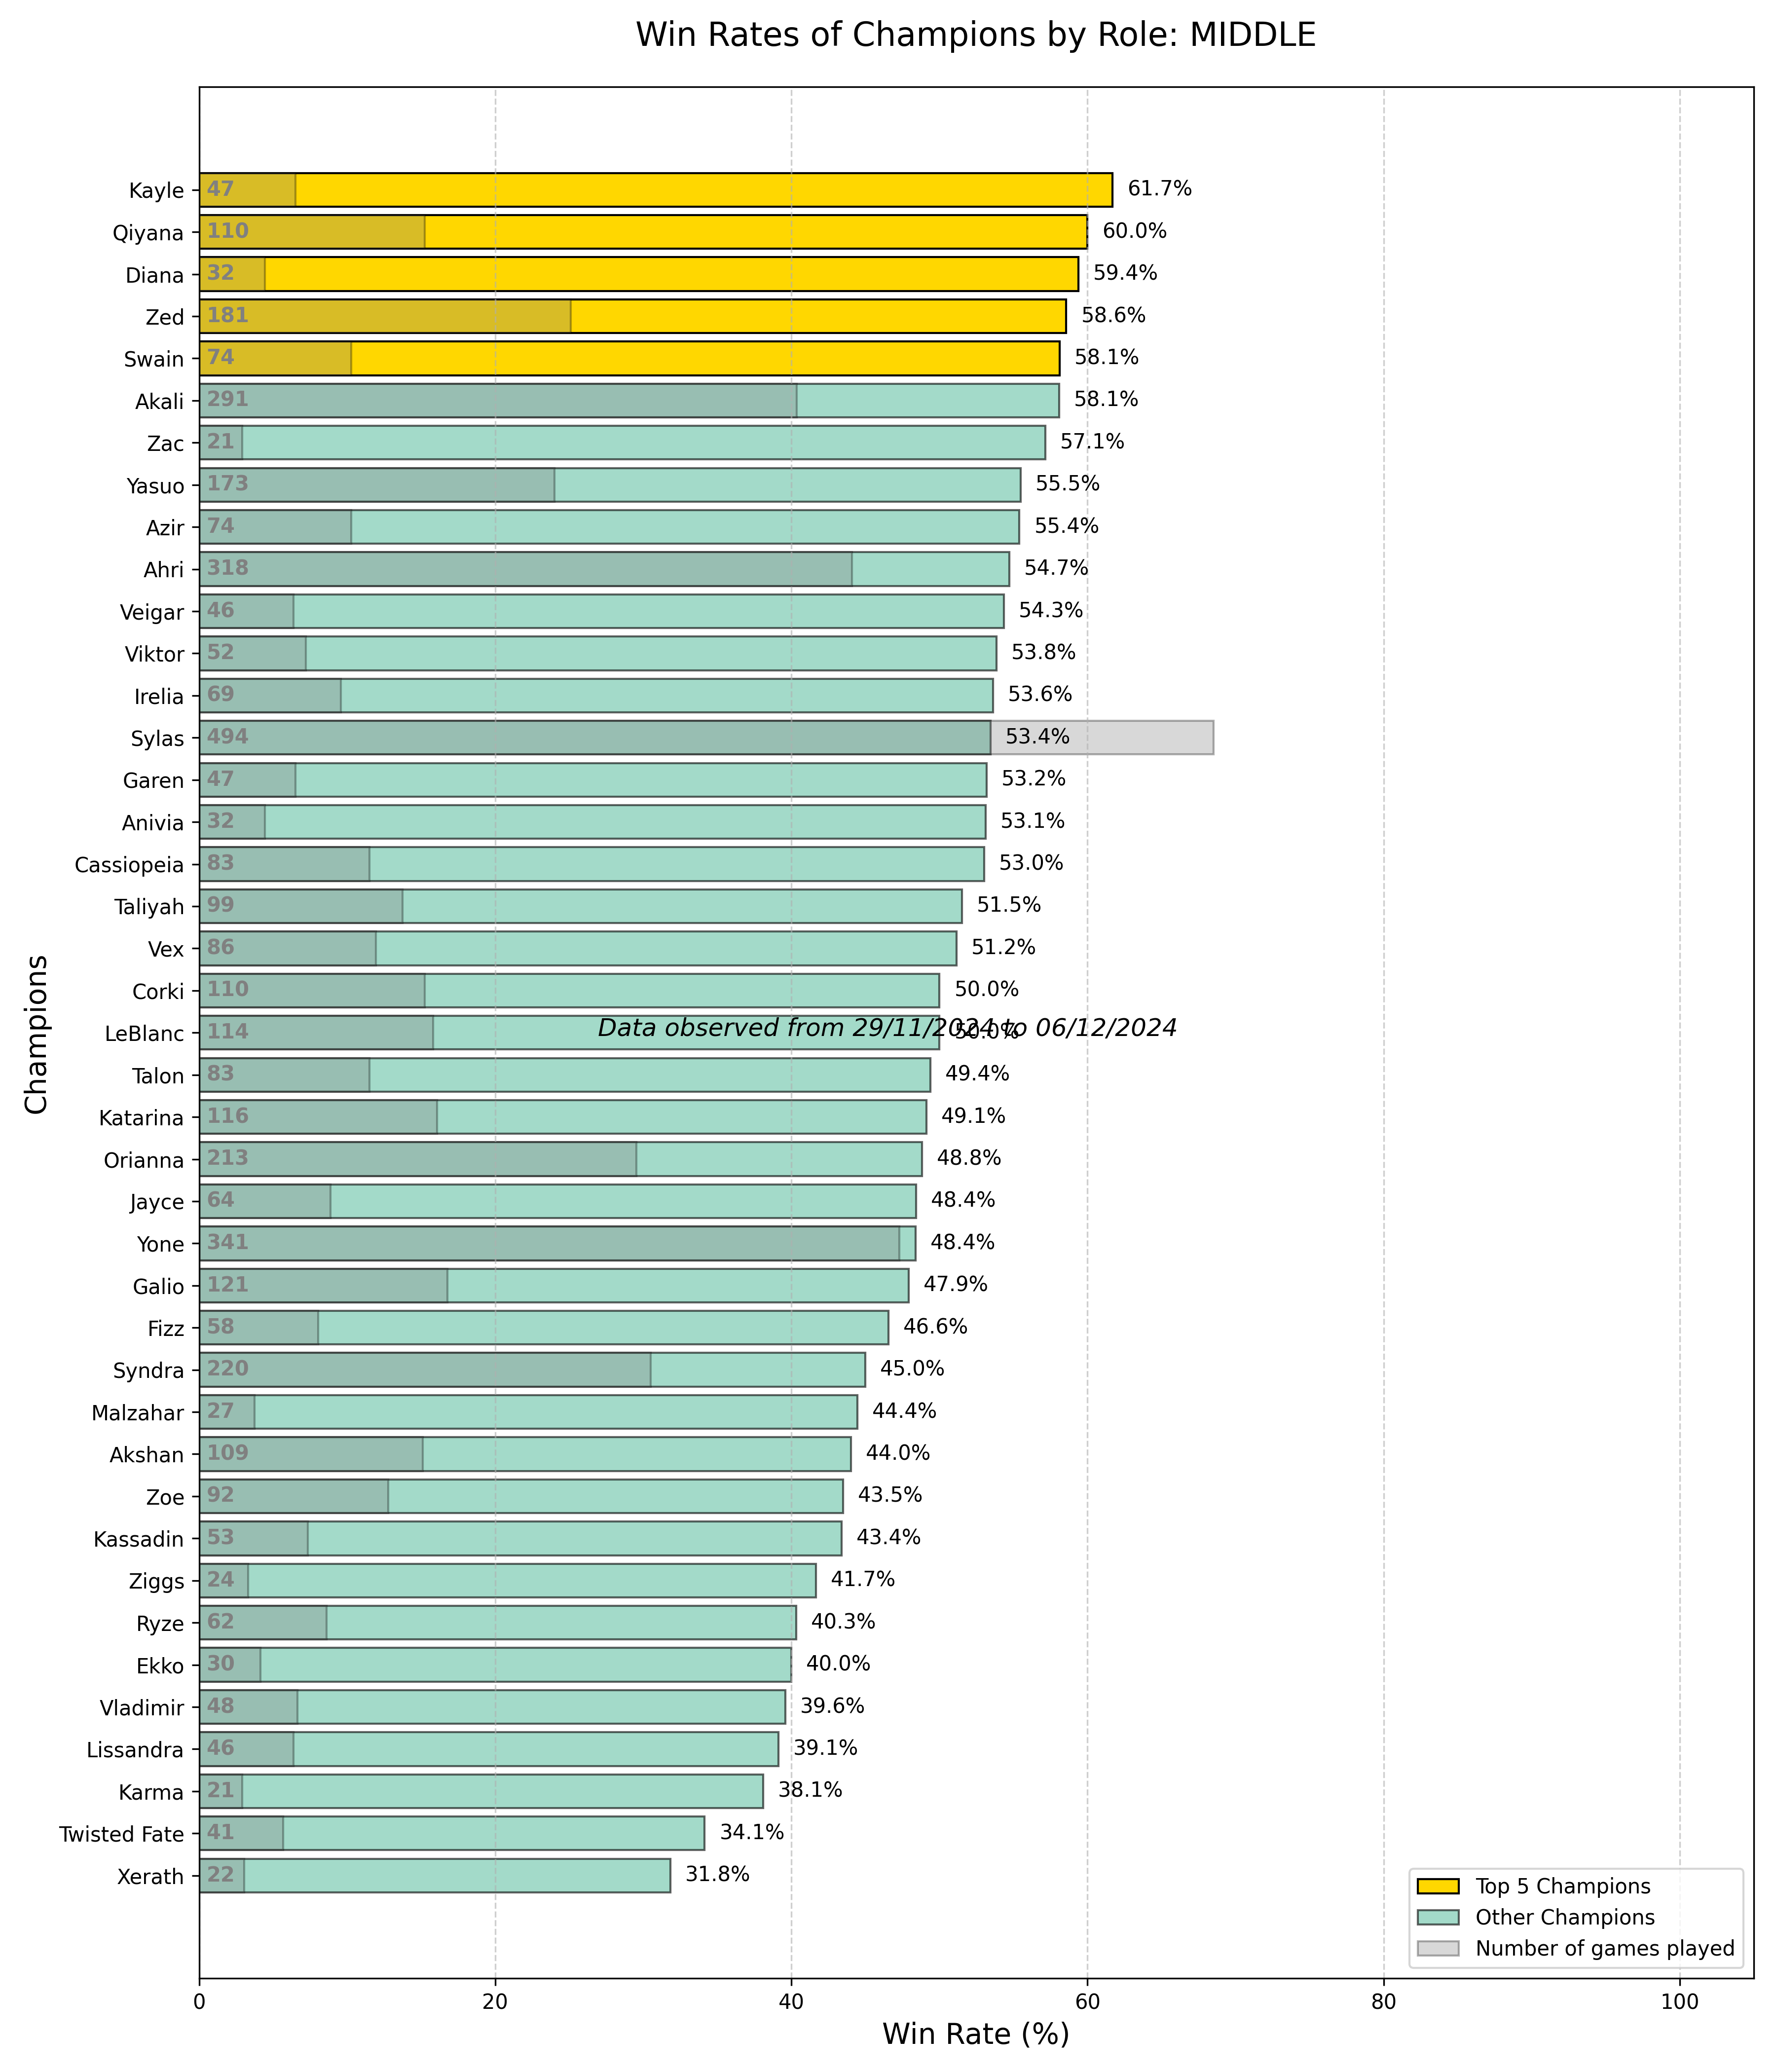 Win Rates of Champions by Role: MIDDLE
Kayle 47 61.7%
Qiyana 110 60.0%
Diana 32 59.4%
Zed 181 58.6%
Swain 74 58.1%
Akali 291 58.1%
Zac 21 57.1%
Yasuo 173 55.5%
Azir 74 55.4%
Ahri 318 54.7%
Veigar 46 54.3%
Viktor 52 53.8%
Irelia 69 53.6%
Sylas 494 53.4%
Garen 47 53.2%
Anivia 32 53.1%
Cassiopeia 83 53.0%
Taliyah 99 51.5%
Vex 86 51.2%
Corki 110 50.0%
LeBlanc 114 50.0%
Data observed from 29/11/2024 to 06/12/2024
Talon 83 49.4%
Katarina 116 49.1%
Orianna 213 48.8%
Jayce 64 48.4%
Yone 341 48.4%
Galio 121 47.9%
Fizz 58 46.6%
Syndra 220 45.0%
Malzahar 27 44.4%
Akshan 109 44.0%
Zoe 92 43.5%
Kassadin 53 43.4%
Ziggs 24 41.7%
Ryze 62 40.3%
Ekko 30 40.0%
Vladimir 48 39.6%
Lissandra 46 39.1%
Karma 21 38.1%
Twisted Fate 41 34.1%
Xerath 22 31.8%
Champions
Top 5 Champions
Other Champions
Number of games played
0 20 40 60 80 100
Win Rate (%)